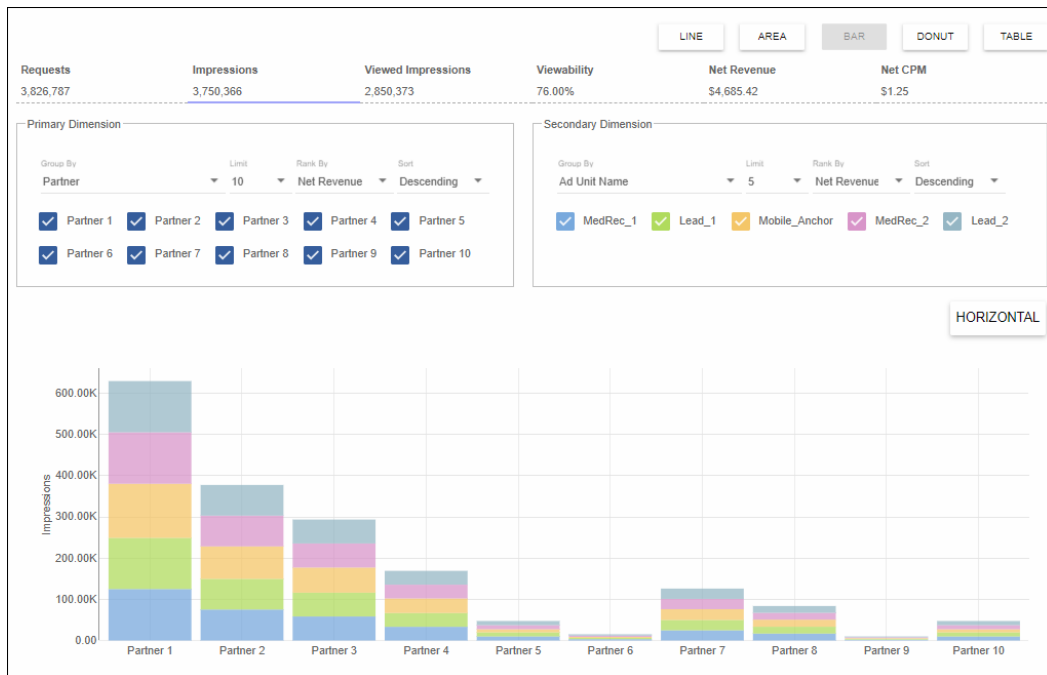 LINE AREA BAR DONUT TABLE
Requests Impressions Viewed Impressions Viewability Net Revenue Net CPM
3,826,787 3,750,366 2,850,373 76.00% $4,685.42 $1.25
Primary Dimension Secondary Dimension
Group By Limit Rank By Sort Group By Limit Rank By Sort
Partner 10 Net Revenue Descending Ad Unit Name 5 Net Revenue Descending
Partner 1 Partner 2 Partner 3 Partner 4 Partner 5 MedRec_1 Lead_1 Mobile_Anchor MedRec_2 Lead_2
Partner 6 Partner 7 Partner 8 Partner 9 Partner 10
HORIZONTAL
600.00K
500.00K
400.00K
300.00K
200.00K
100.00K
0.00
Impressions
Partner 1 Partner 2 Partner 3 Partner 4 Partner 5 Partner 6 Partner 7 Partner 8 Partner 9 Partner 10